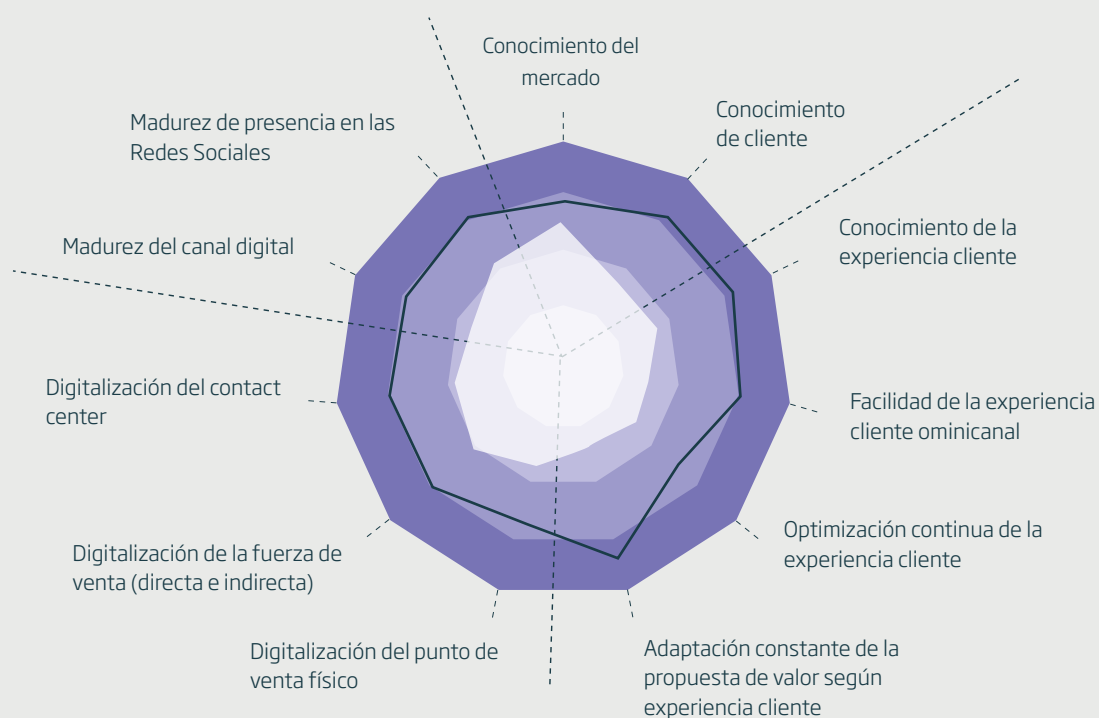 Conocimiento del
mercado
Conocimiento
de cliente
Conocimiento de la
experiencia cliente
Facilidad de la experiencia
cliente ominicanal
Optimización continua de la
experiencia cliente
Adaptación constante de la
propuesta de valor según
experiencia cliente
Digitalización del punto de
venta físico
Digitalización de la fuerza de
venta (directa e indirecta)
Digitalización del contact
center
Madurez del canal digital
Madurez de presencia en las
Redes Sociales